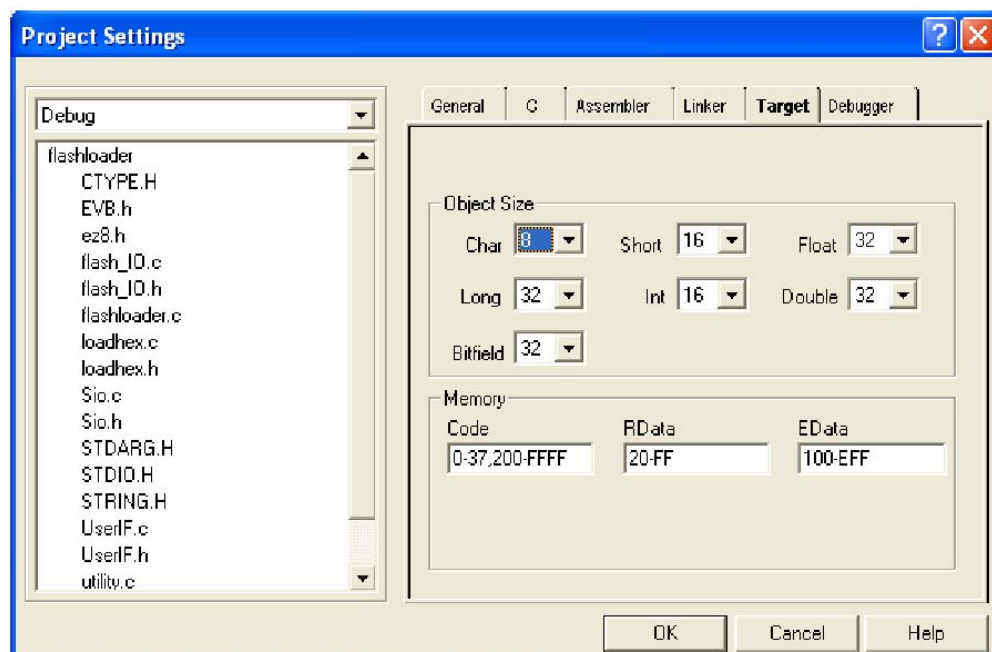 Project Settings
Debug
flashloader
CTYPE.H
EVB.h
ez8.h
flash_IO.c
flash_IO.h
flashloader.c
loadhex.c
loadhex.h
Sio.c
Sio.h
STDARG.H
STDIO.H
STRING.H
UserIF.c
UserIF.h
utility.c
General C Assembler Linker Target Debugger
Object Size
Char 8 Short 16 Float 32
Long 32 Int 16 Double 32
Bitfield 32
Memory
Code RData EData
0-37,200-FFFF 20-FF 100-EFF
OK Cancel Help